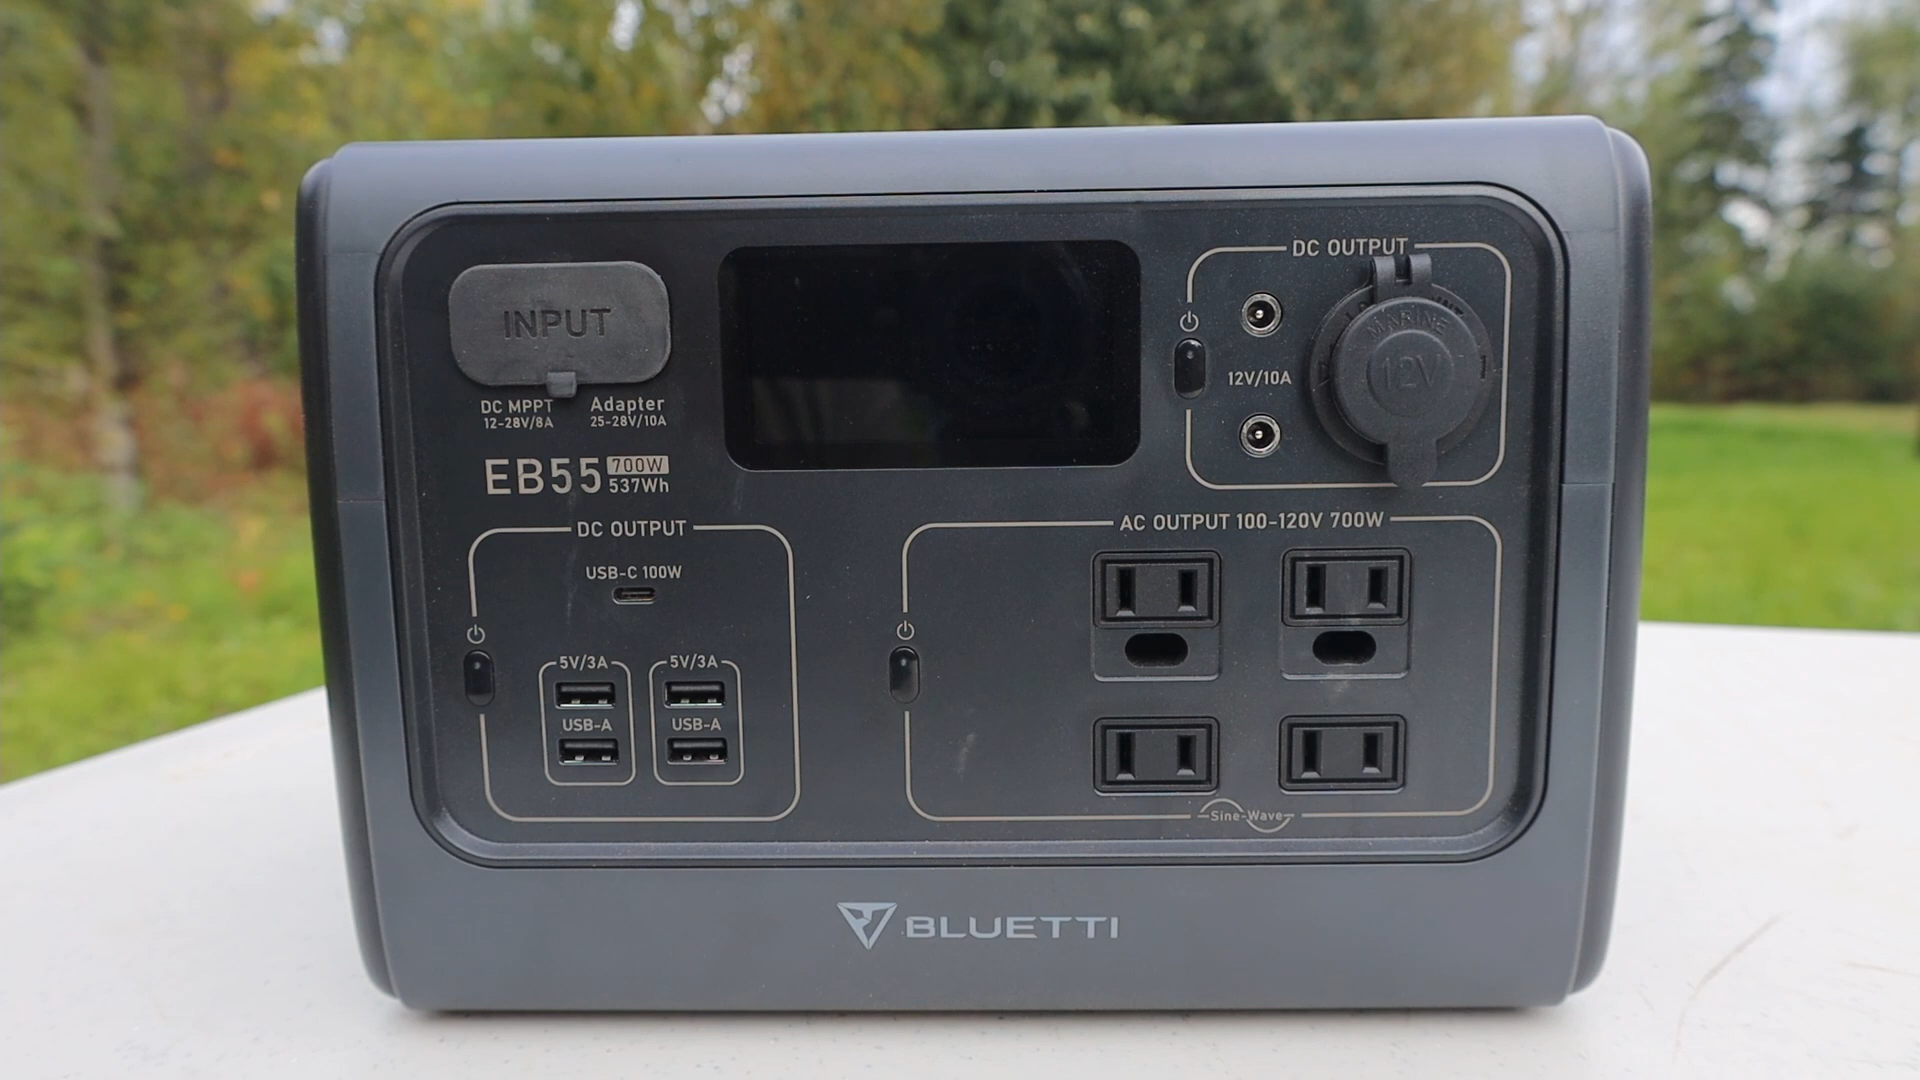 INPUT
DC MPPT
12-28V/8A
Adapter
25-28V/10A
EB55
700W
537Wh
DC OUTPUT
12V/10A
MARINE
12V
DC OUTPUT
USB-C 100W
5V/3A
5V/3A
USB-A
USB-A
AC OUTPUT 100-120V 700W
Sine-Wave
BLUETTI